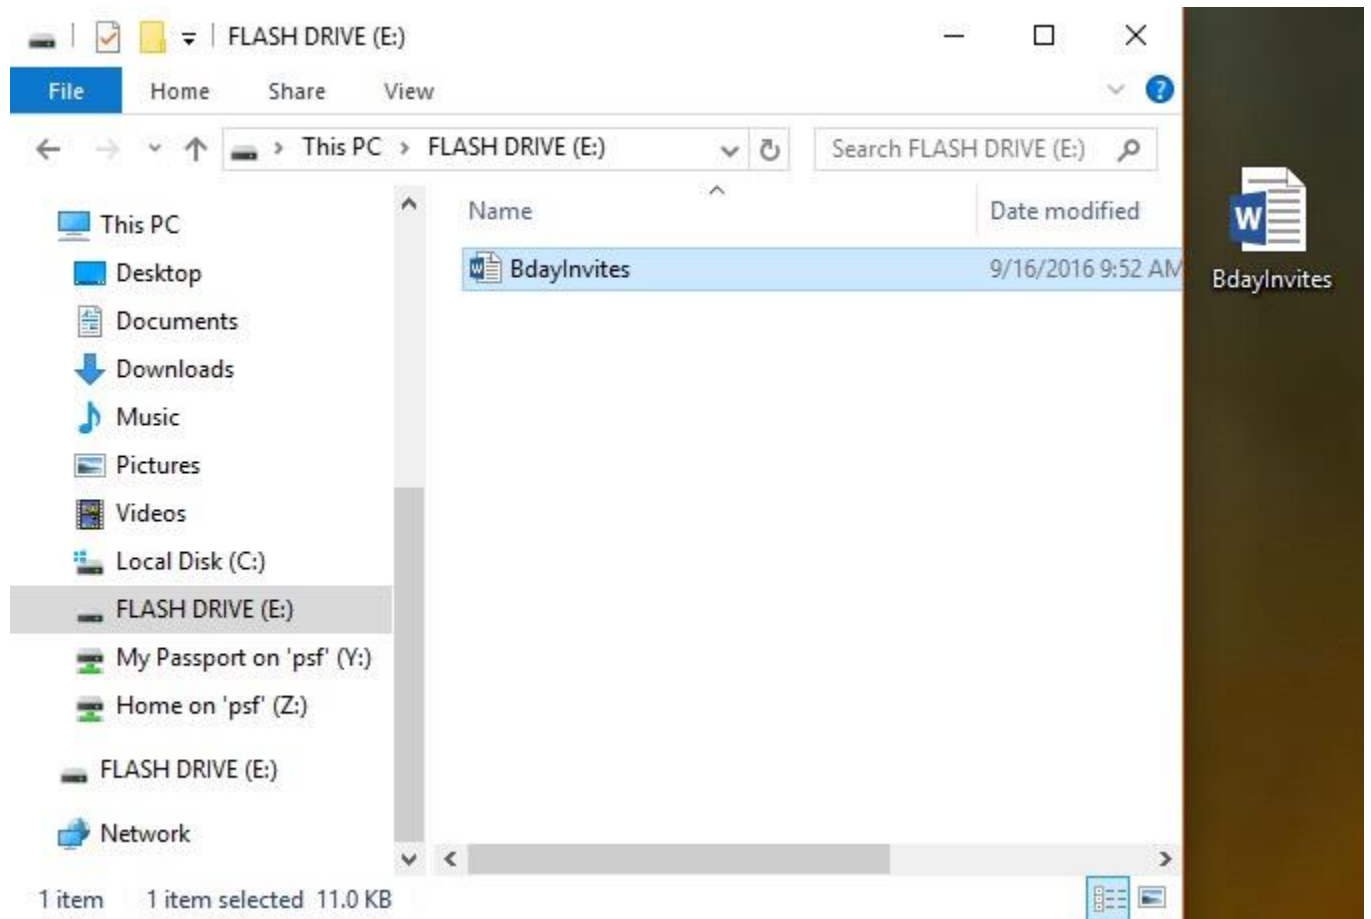 FLASH DRIVE (E:)
File Home Share View
This PC > FLASH DRIVE (E:) Search FLASH DRIVE (E:)
Name Date modified
BdayInvites 9/16/2016 9:52 AM
This PC
Desktop
Documents
Downloads
Music
Pictures
Videos
Local Disk (C:)
FLASH DRIVE (E:)
My Passport on 'psf' (Y:)
Home on 'psf' (Z:)
FLASH DRIVE (E:)
Network
1 item 1 item selected 11.0 KB
BdayInvites